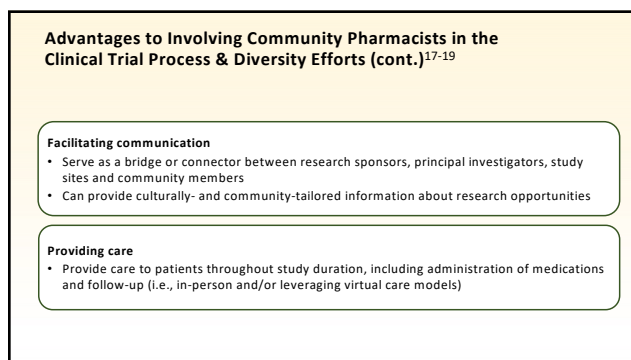 Advantages to Involving Community Pharmacists in the
Clinical Trial Process & Diversity Efforts (cont.)17-19
Facilitating communication
• Serve as a bridge or connector between research sponsors, principal investigators, study
sites and community members
• Can provide culturally- and community-tailored information about research opportunities
Providing care
• Provide care to patients throughout study duration, including administration of medications
and follow-up (i.e., in-person and/or leveraging virtual care models)